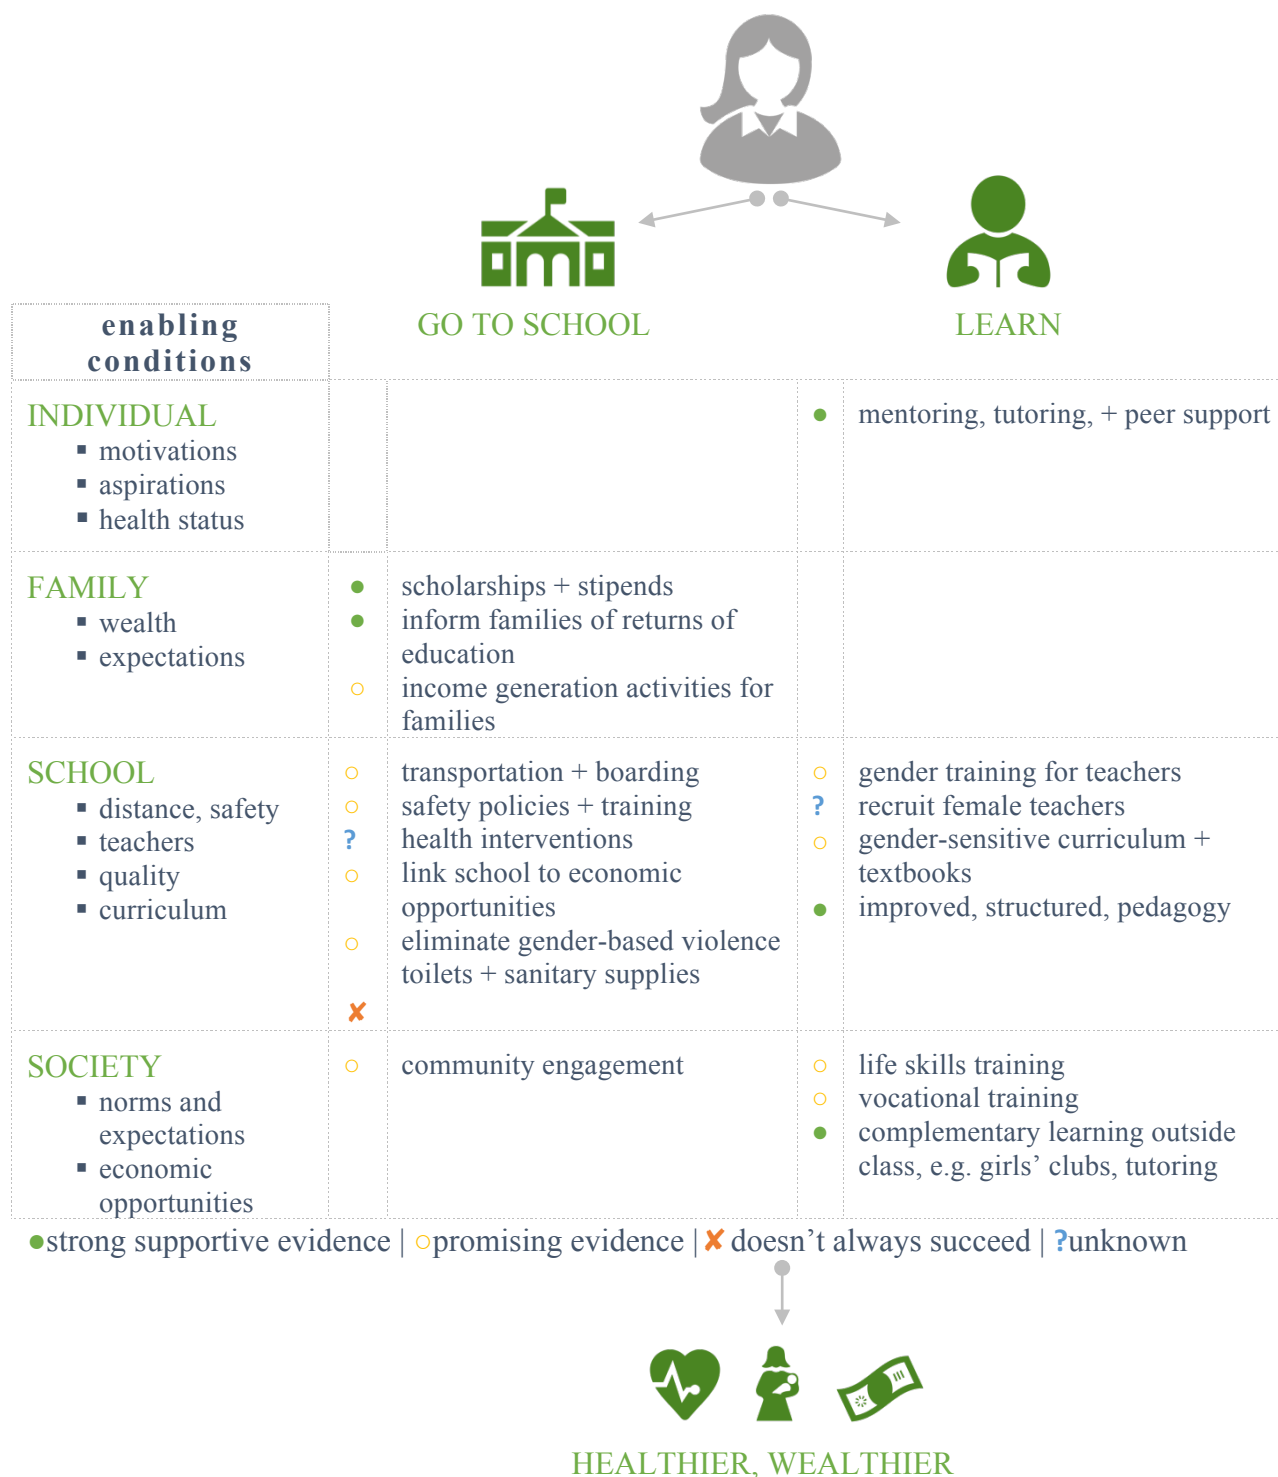 GO TO SCHOOL
LEARN
enabling
conditions
INDIVIDUAL
▪ motivations
▪ aspirations
▪ health status
● mentoring, tutoring, + peer support
FAMILY
▪ wealth
▪ expectations
● scholarships + stipends
● inform families of returns of
education
○ income generation activities for
families
SCHOOL
▪ distance, safety
▪ teachers
▪ quality
▪ curriculum
○ transportation + boarding
○ safety policies + training
? health interventions
○ link school to economic
opportunities
○ eliminate gender-based violence
toilets + sanitary supplies
✘
○ gender training for teachers
? recruit female teachers
○ gender-sensitive curriculum +
textbooks
● improved, structured, pedagogy
SOCIETY
▪ norms and
expectations
▪ economic
opportunities
○ community engagement
○ life skills training
○ vocational training
● complementary learning outside
class, e.g. girls’ clubs, tutoring
●strong supportive evidence | ○promising evidence |✘ doesn’t always succeed | ?unknown
HEALTHIER, WEALTHIER